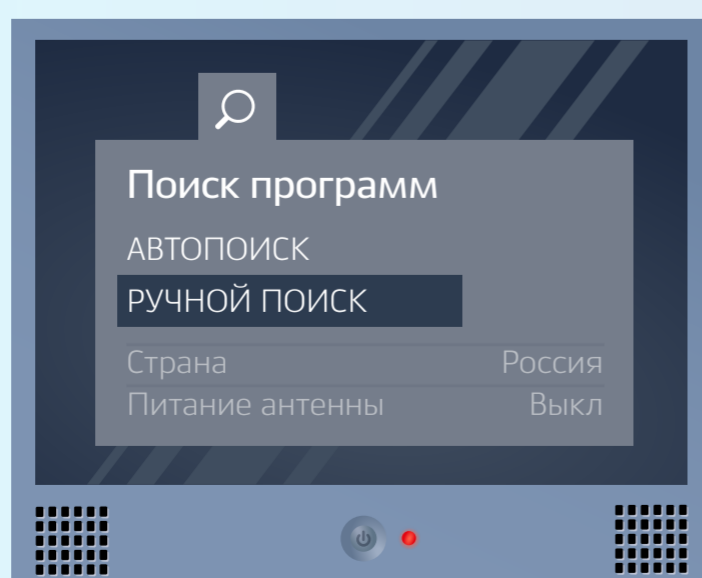 Поиск программ
АВТОПОИСК
РУЧНОЙ ПОИСК
Страна Россия
Питание антенны Выкл